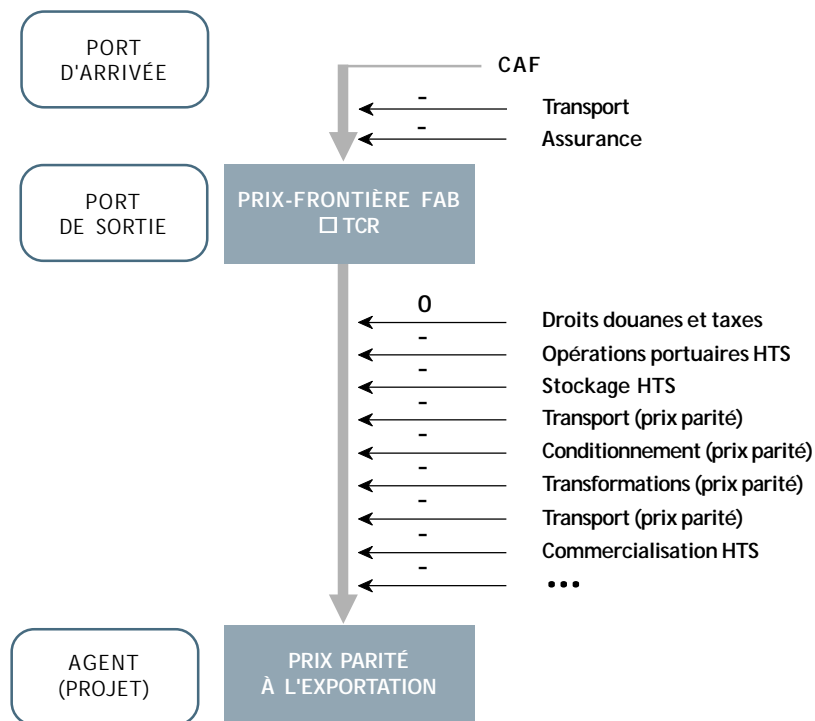 PORT
D'ARRIVÉE
CAF
-
Transport
-
Assurance
PORT
DE SORTIE
PRIX-FRONTIÈRE FAB
□ TCR
0
Droits douanes et taxes
-
Opérations portuaires HTS
-
Stockage HTS
-
Transport (prix parité)
-
Conditionnement (prix parité)
-
Transformations (prix parité)
-
Transport (prix parité)
-
Commercialisation HTS
-
...
AGENT
(PROJET)
PRIX PARITÉ
À L'EXPORTATION